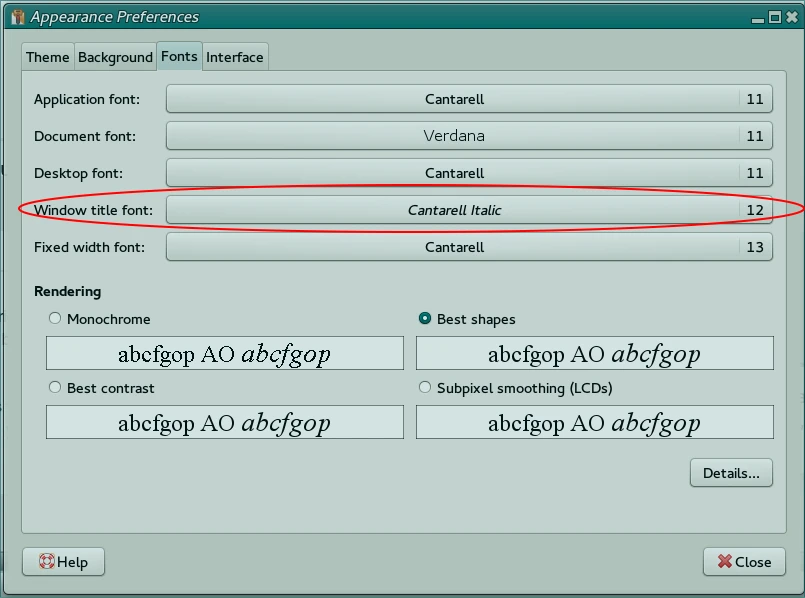 Appearance Preferences
Theme Background Fonts Interface
Application font: Cantarell 11
Document font: Verdana 11
Desktop font: Cantarell 11
Window title font: Cantarell Italic 12
Fixed width font: Cantarell 13
Rendering
Monochrome Best shapes
abcfgop AO abcfgop abcfgop AO abcfgop
Best contrast Subpixel smoothing (LCDs)
abcfgop AO abcfgop abcfgop AO abcfgop
Details...
Help Close